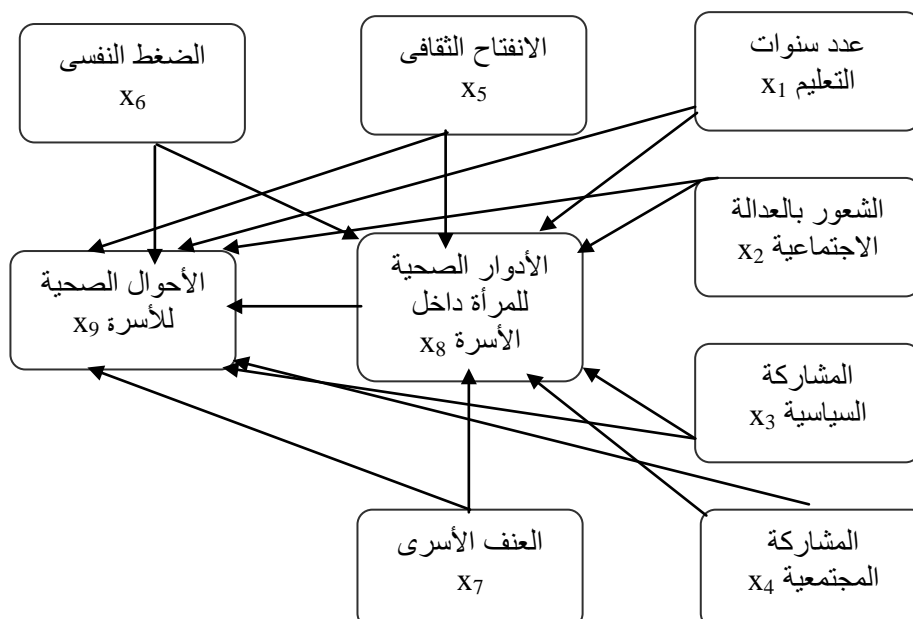 عدد سنوات
التعليم x1
الانفتاح الثقافى
x5
الضغط النفسى
x6
الشعور بالعدالة
الاجتماعية x2
الأدوار الصحية
للمرأة داخل
الأسرة x8
الأحوال الصحية
للأسرة x9
المشاركة
السياسية x3
المشاركة
المجتمعية x4
العنف الأسرى
x7